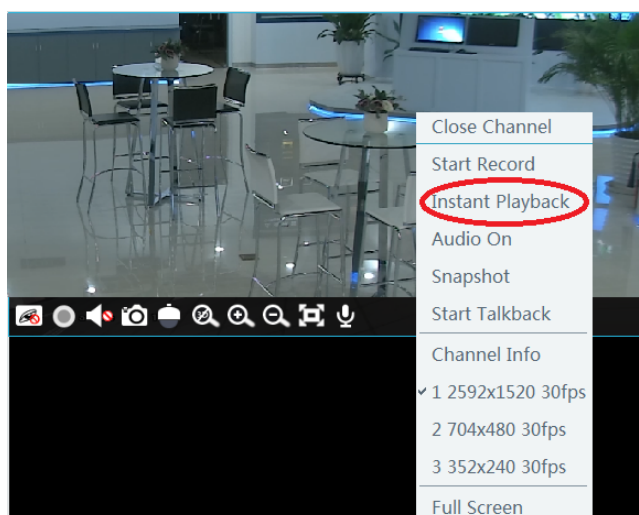 Close Channel
Start Record
Instant Playback
Audio On
Snapshot
Start Talkback
Channel Info
1 2592x1520 30fps
2 704x480 30fps
3 352x240 30fps
Full Screen
3D